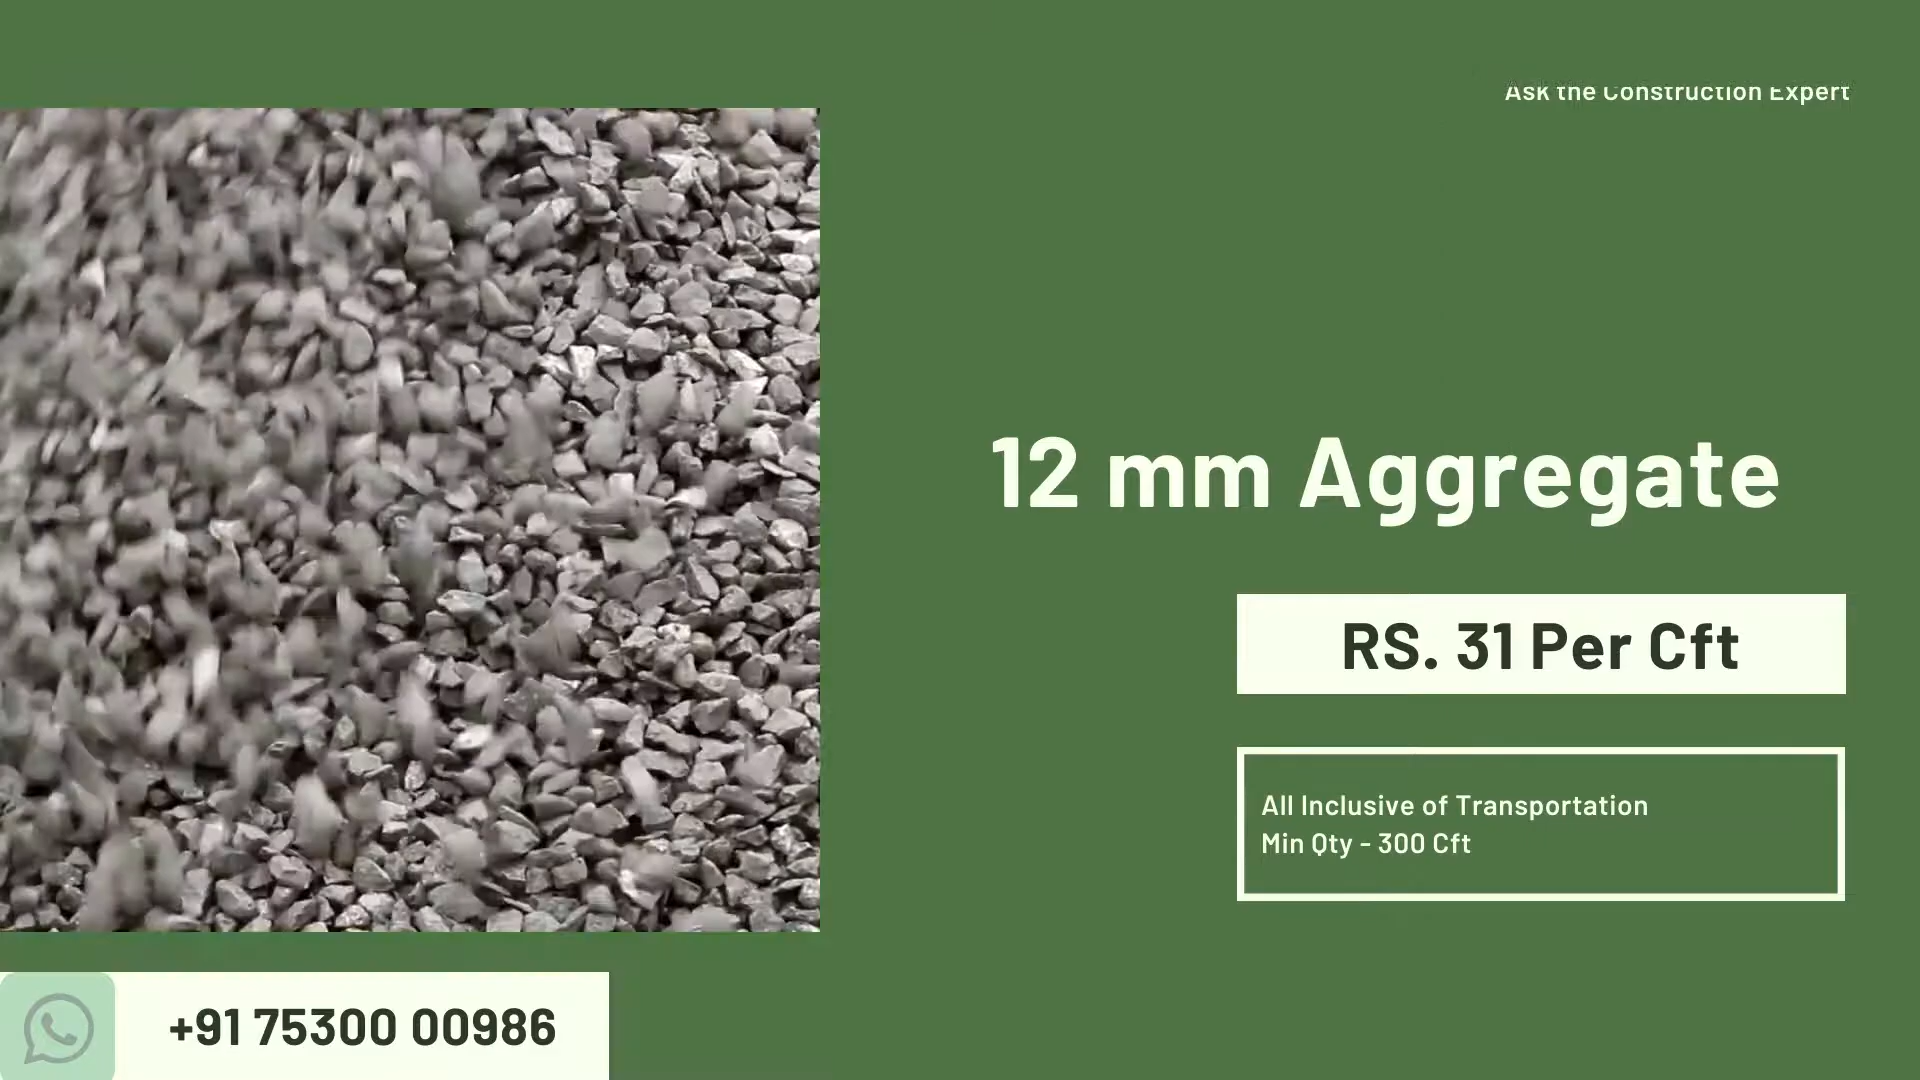 Ask the Construction Expert
12 mm Aggregate
RS. 31 Per Cft
All Inclusive of Transportation
Min Qty - 300 Cft
+91 75300 00986